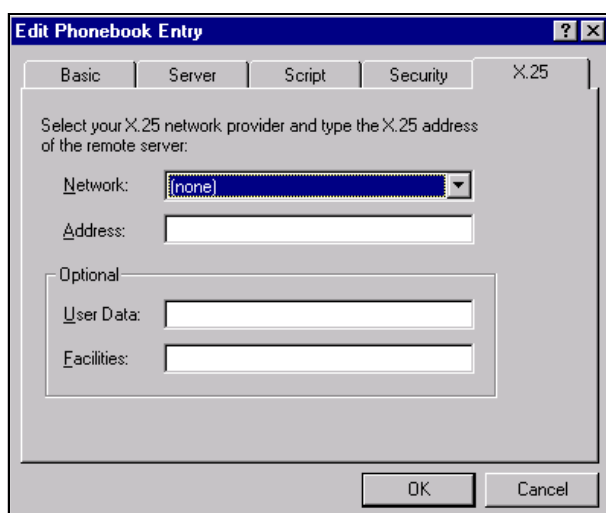 Edit Phonebook Entry
Basic Server Script Security X.25
Select your X.25 network provider and type the X.25 address
of the remote server:
Network: (none)
Address:
Optional
User Data:
Facilities:
OK Cancel